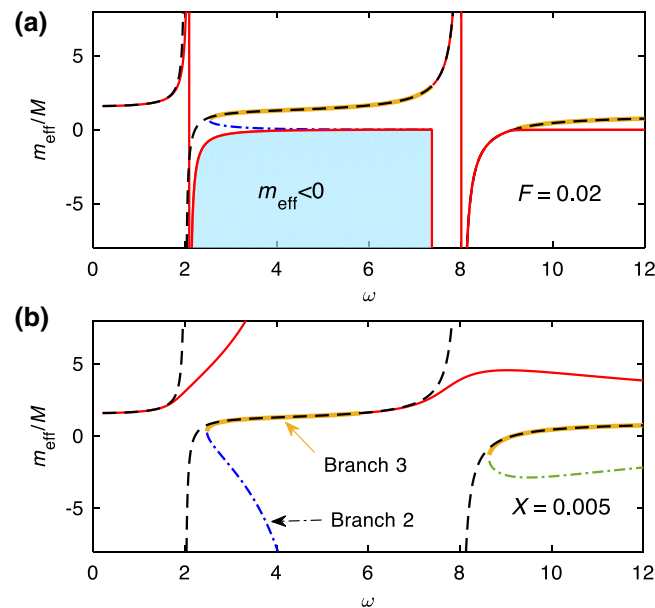 (a)
m_eff/M
5
0
-5
m_eff<0
F = 0.02
0 2 4 6 8 10 12
ω
(b)
m_eff/M
5
0
-5
Branch 3
Branch 2
X = 0.005
0 2 4 6 8 10 12
ω